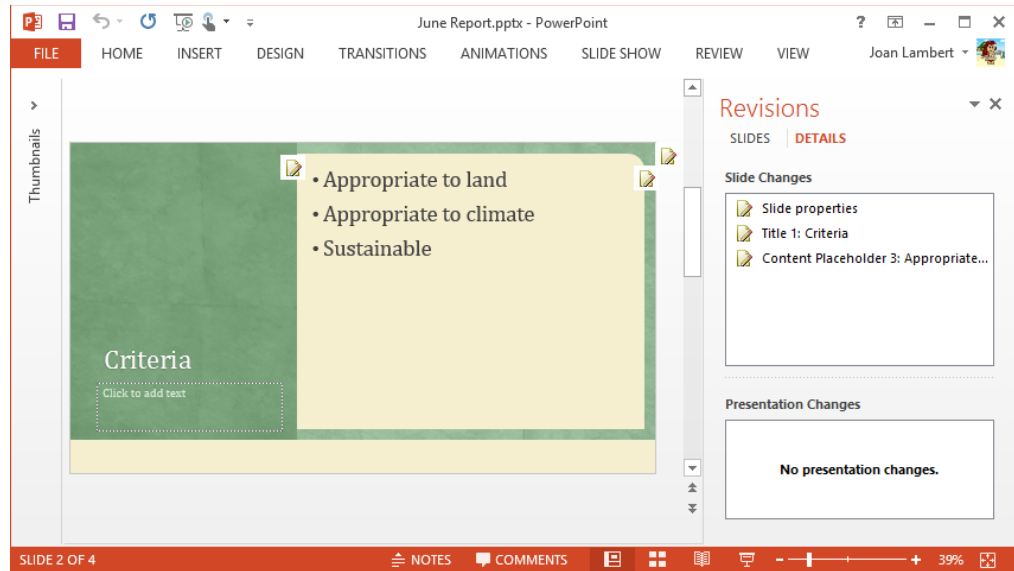 June Report.pptx - PowerPoint ?
FILE HOME INSERT DESIGN TRANSITIONS ANIMATIONS SLIDE SHOW REVIEW VIEW Joan Lambert
Thumbnails
• Appropriate to land
• Appropriate to climate
• Sustainable
Criteria
Click to add text
Revisions
SLIDES DETAILS
Slide Changes
Slide properties
Title 1: Criteria
Content Placeholder 3: Appropriate...
Presentation Changes
No presentation changes.
SLIDE 2 OF 4 NOTES COMMENTS 39%